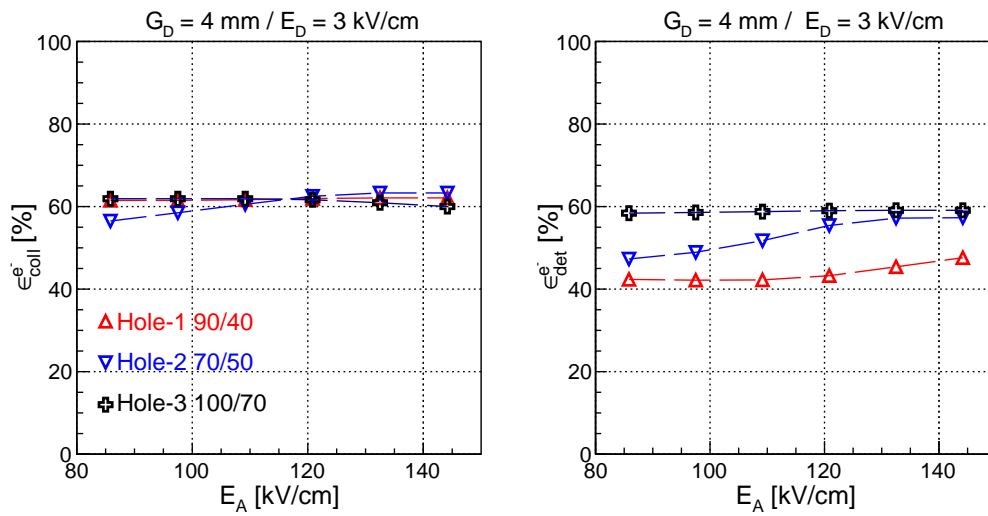 G_D = 4 mm / E_D = 3 kV/cm
100
80
60
40
20
0
ϵ^{e^-}_{coll} [%]
Hole-1 90/40
Hole-2 70/50
Hole-3 100/70
80 100 120 140
E_A [kV/cm]
G_D = 4 mm / E_D = 3 kV/cm
100
80
60
40
20
0
ϵ^{e^-}_{det} [%]
80 100 120 140
E_A [kV/cm]